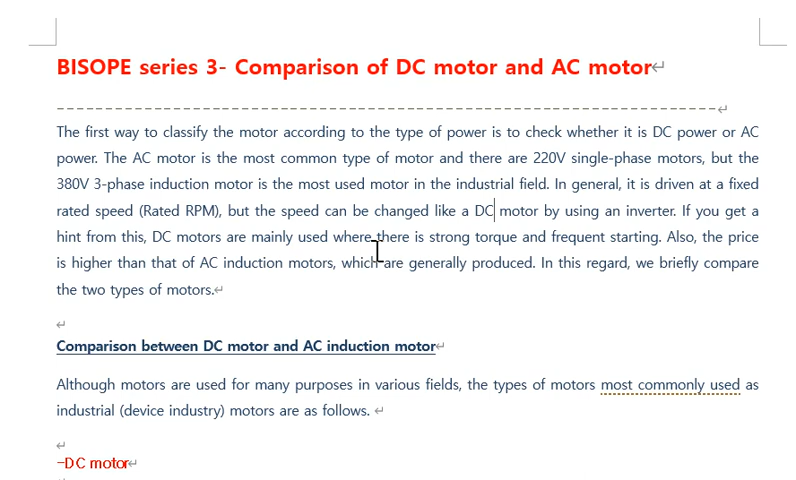 BISOPE series 3- Comparison of DC motor and AC motor
--------------------------------------------------------------------
The first way to classify the motor according to the type of power is to check whether it is DC power or AC
power. The AC motor is the most common type of motor and there are 220V single-phase motors, but the
380V 3-phase induction motor is the most used motor in the industrial field. In general, it is driven at a fixed
rated speed (Rated RPM), but the speed can be changed like a DC motor by using an inverter. If you get a
hint from this, DC motors are mainly used where there is strong torque and frequent starting. Also, the price
is higher than that of AC induction motors, which are generally produced. In this regard, we briefly compare
the two types of motors.
Comparison between DC motor and AC induction motor
Although motors are used for many purposes in various fields, the types of motors most commonly used as
industrial (device industry) motors are as follows.
-DC motor